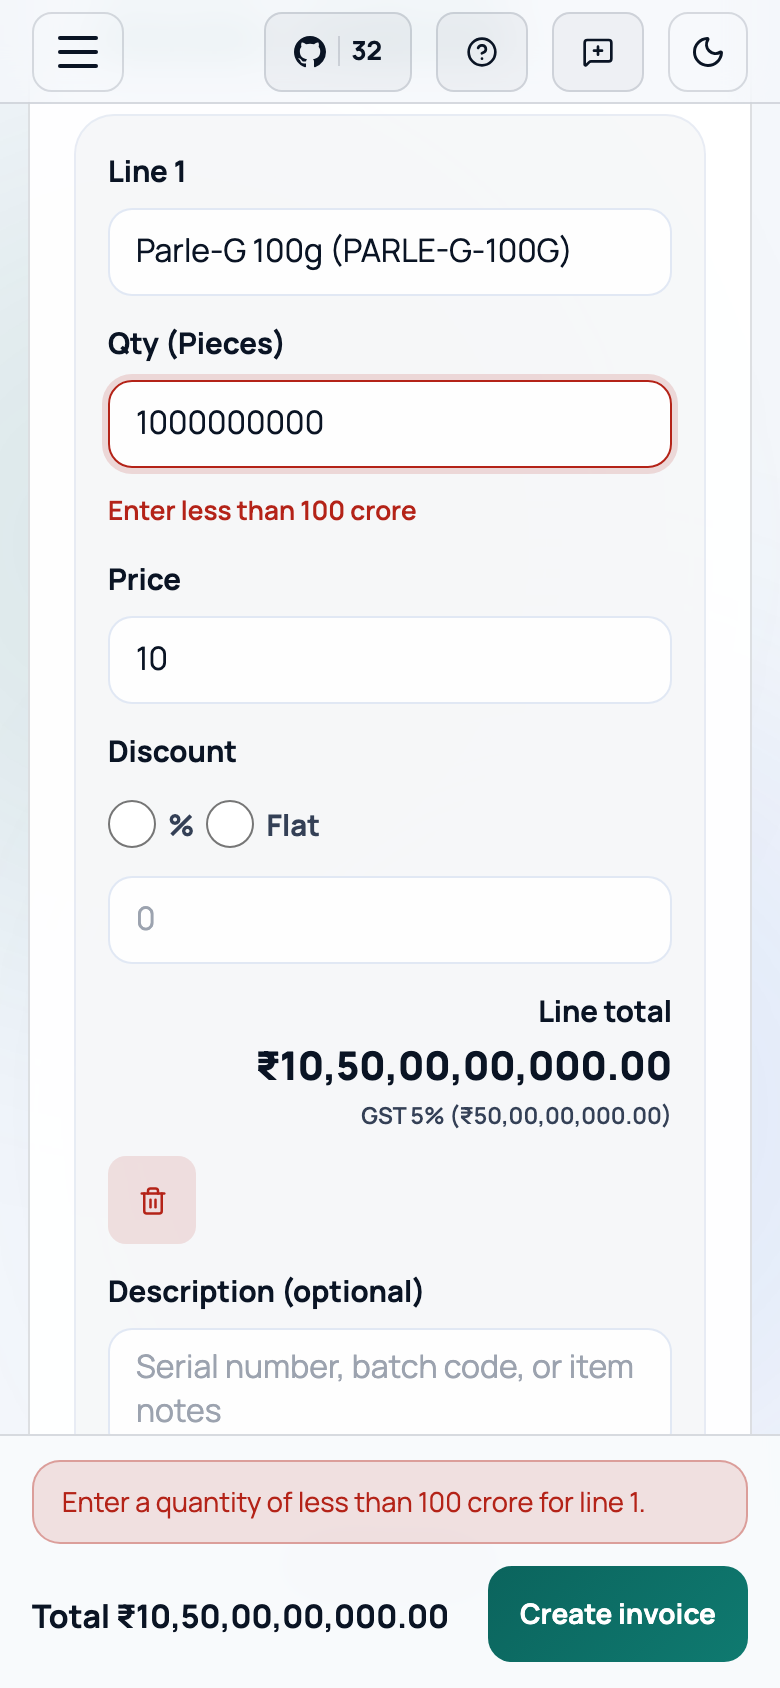 32
Line 1
Parle-G 100g (PARLE-G-100G)
Qty (Pieces)
1000000000
Enter less than 100 crore
Price
10
Discount
% Flat
0
Line total
₹10,50,00,00,000.00
GST 5% (₹50,00,00,000.00)
Description (optional)
Serial number, batch code, or item
notes
Enter a quantity of less than 100 crore for line 1.
Total ₹10,50,00,00,000.00
Create invoice